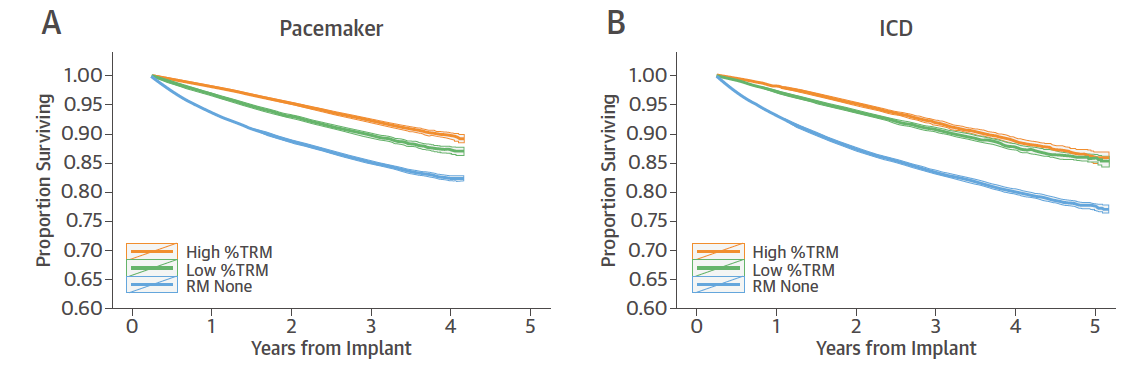 A
Pacemaker
Proportion Surviving
1.00
0.95
0.90
0.85
0.80
0.75
0.70
0.65
0.60
High %TRM
Low %TRM
RM None
0 1 2 3 4 5
Years from Implant
B
ICD
Proportion Surviving
1.00
0.95
0.90
0.85
0.80
0.75
0.70
0.65
0.60
High %TRM
Low %TRM
RM None
0 1 2 3 4 5
Years from Implant